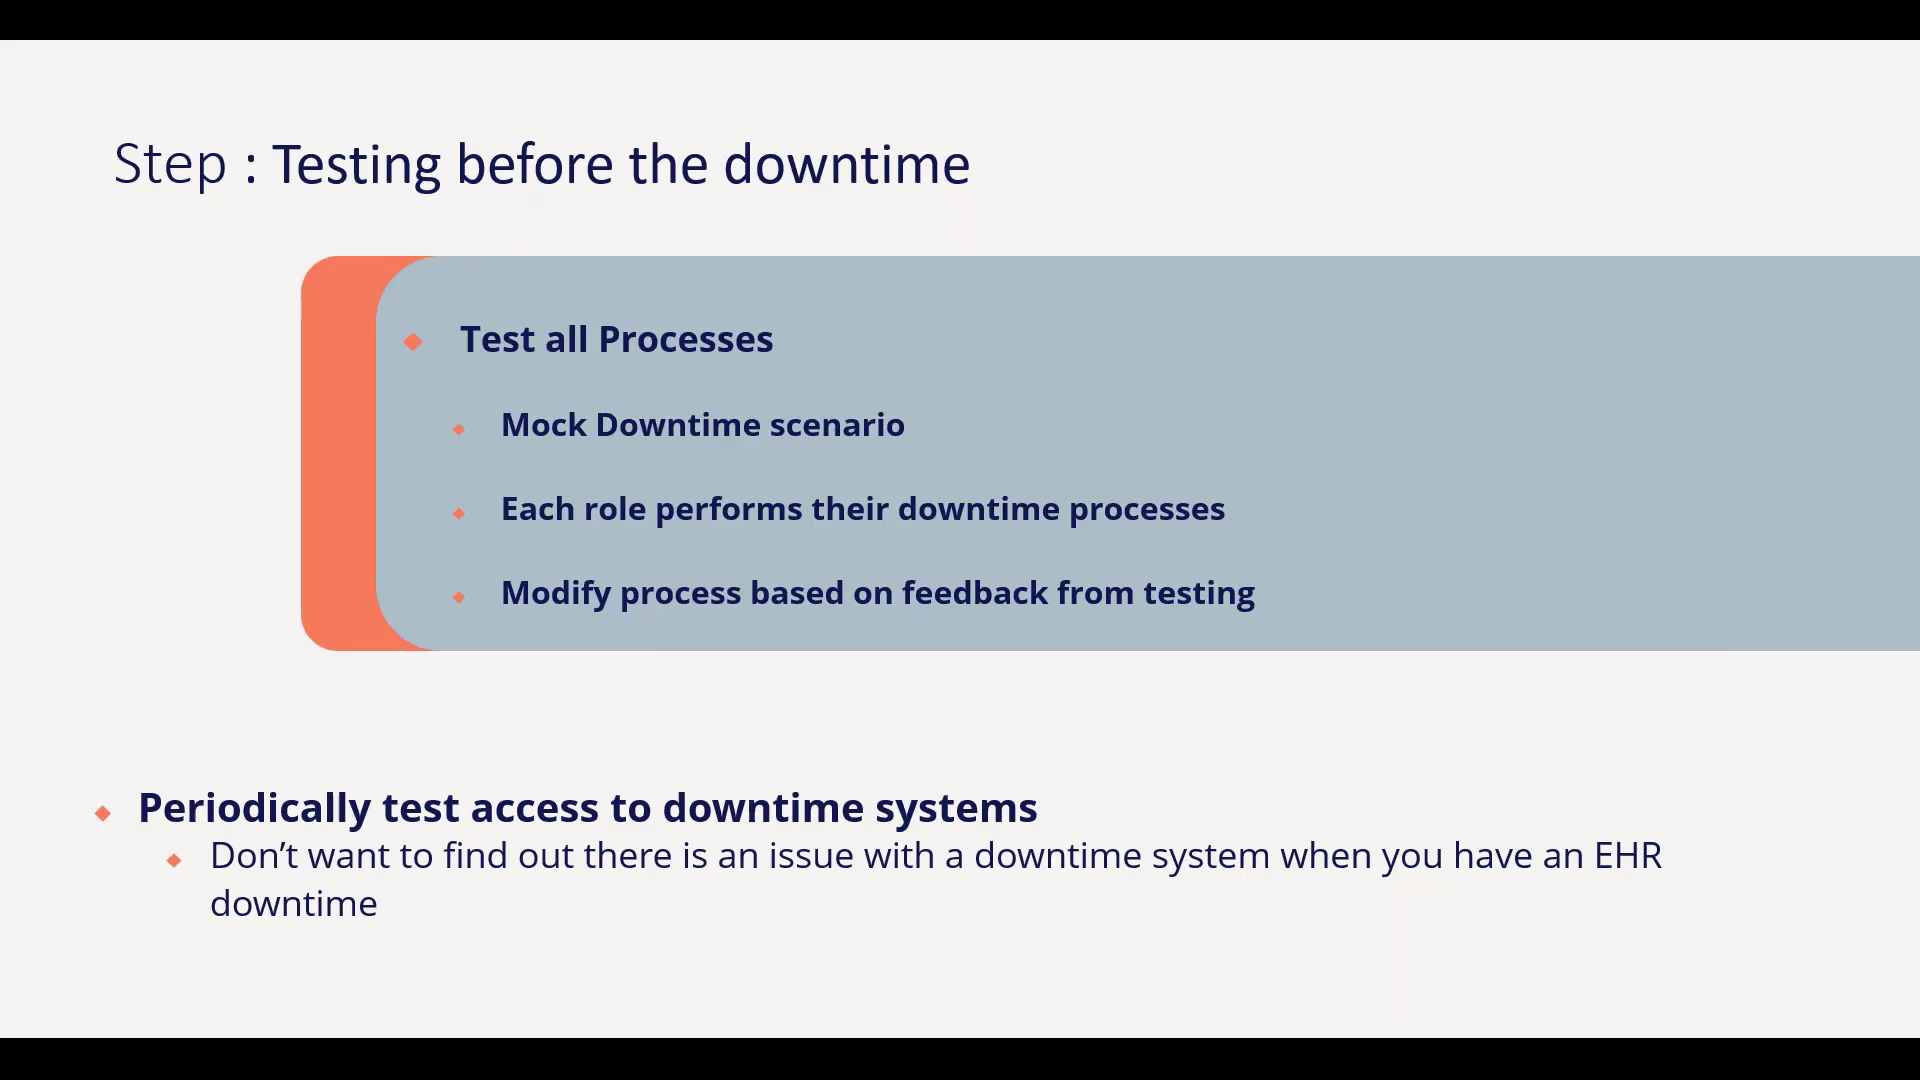 Step : Testing before the downtime
Test all Processes
Mock Downtime scenario
Each role performs their downtime processes
Modify process based on feedback from testing
Periodically test access to downtime systems
Don’t want to find out there is an issue with a downtime system when you have an EHR
downtime